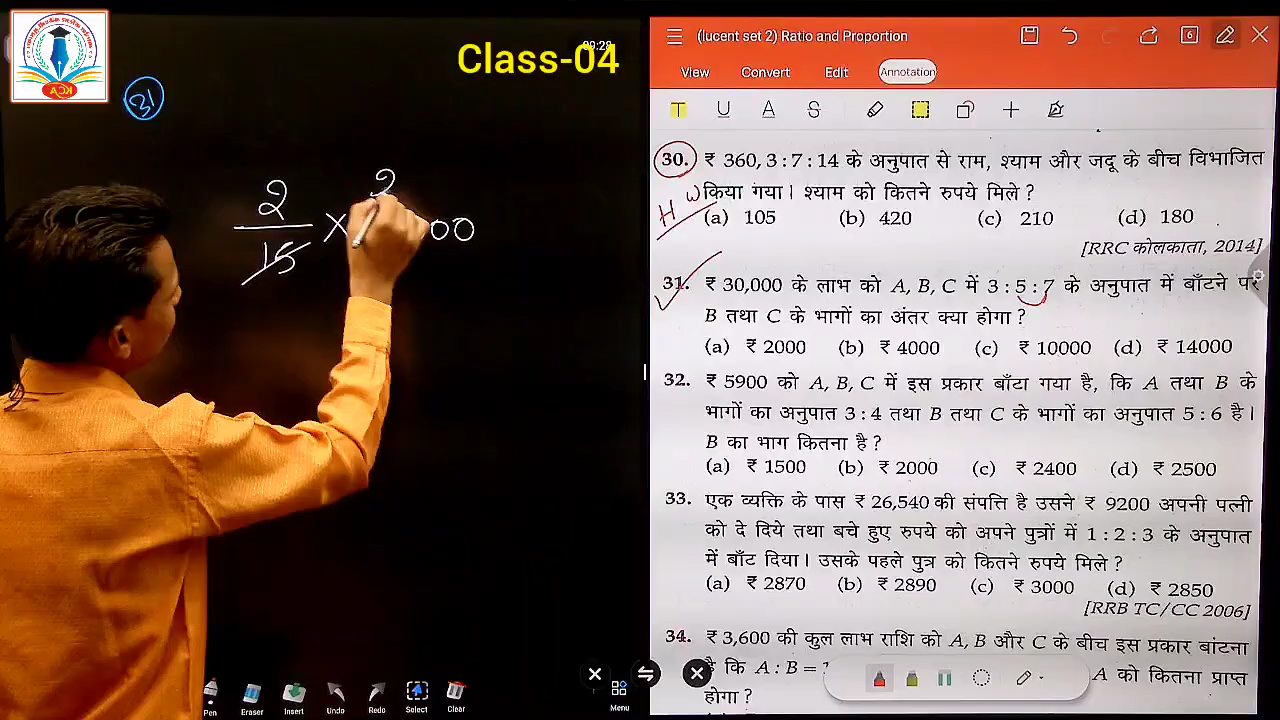 Class-04
09:28
KCA
31
2
2
15
×
00
Pen
Eraser
Insert
Undo
Redo
Select
Clear
Menu
(lucent set 2) Ratio and Proportion
6
View Convert Edit Annotation
T U A S
30. ₹ 360, 3 : 7 : 14 के अनुपात से राम, श्याम और जदू के बीच विभाजित
H W किया गया। श्याम को कितने रुपये मिले ?
(a) 105 (b) 420 (c) 210 (d) 180
[RRC कोलकाता, 2014]
31. ₹ 30,000 के लाभ को A, B, C में 3 : 5 : 7 के अनुपात में बाँटने पर
B तथा C के भागों का अंतर क्या होगा ?
(a) ₹ 2000 (b) ₹ 4000 (c) ₹ 10000 (d) ₹ 14000
32. ₹ 5900 को A, B, C में इस प्रकार बाँटा गया है, कि A तथा B के
भागों का अनुपात 3 : 4 तथा B तथा C के भागों का अनुपात 5 : 6 है।
B का भाग कितना है ?
(a) ₹ 1500 (b) ₹ 2000 (c) ₹ 2400 (d) ₹ 2500
33. एक व्यक्ति के पास ₹ 26,540 की संपत्ति है उसने ₹ 9200 अपनी पत्नी
को दे दिये तथा बचे हुए रुपये को अपने पुत्रों में 1 : 2 : 3 के अनुपात
में बाँट दिया। उसके पहले पुत्र को कितने रुपये मिले ?
(a) ₹ 2870 (b) ₹ 2890 (c) ₹ 3000 (d) ₹ 2850
[RRB TC/CC 2006]
34. ₹ 3,600 की कुल लाभ राशि को A, B और C के बीच इस प्रकार बांटना
है कि A : B = A को कितना प्राप्त
होगा ?